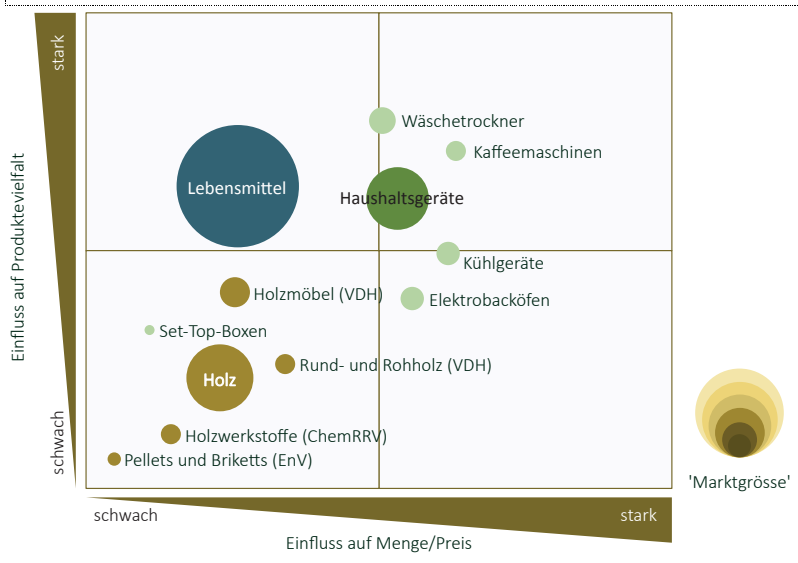 stark
Einfluss auf Produktevielfalt
schwach
Wäschetrockner
Kaffeemaschinen
Lebensmittel
Haushaltsgeräte
Kühlgeräte
Holzmöbel (VDH)
Elektrobacköfen
Set-Top-Boxen
Rund- und Rohholz (VDH)
Holz
Holzwerkstoffe (ChemRRV)
Pellets und Briketts (EnV)
'Marktgrösse'
schwach
stark
Einfluss auf Menge/Preis